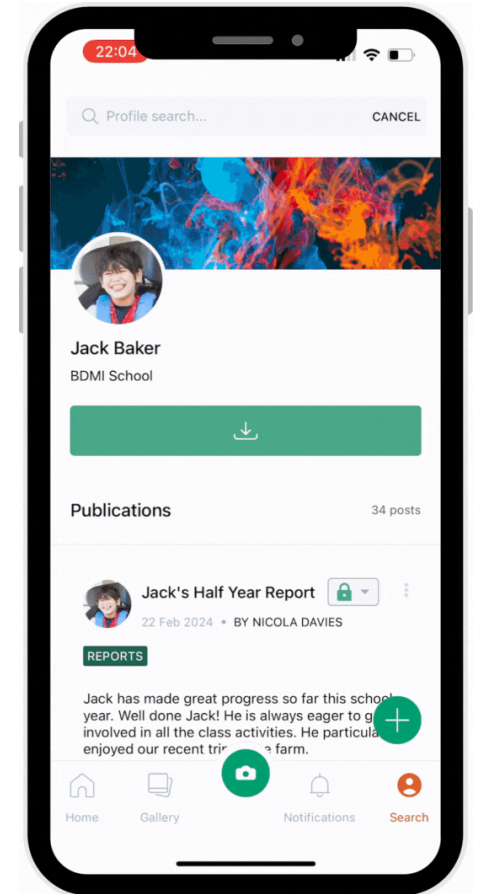 22:04
Profile search...
CANCEL
Jack Baker
BDMI School
Publications
34 posts
Jack's Half Year Report
22 Feb 2024 • BY NICOLA DAVIES
REPORTS
Jack has made great progress so far this school
year. Well done Jack! He is always eager to g
involved in all the class activities. He particula
enjoyed our recent trip farm.
Home
Gallery
Notifications
Search